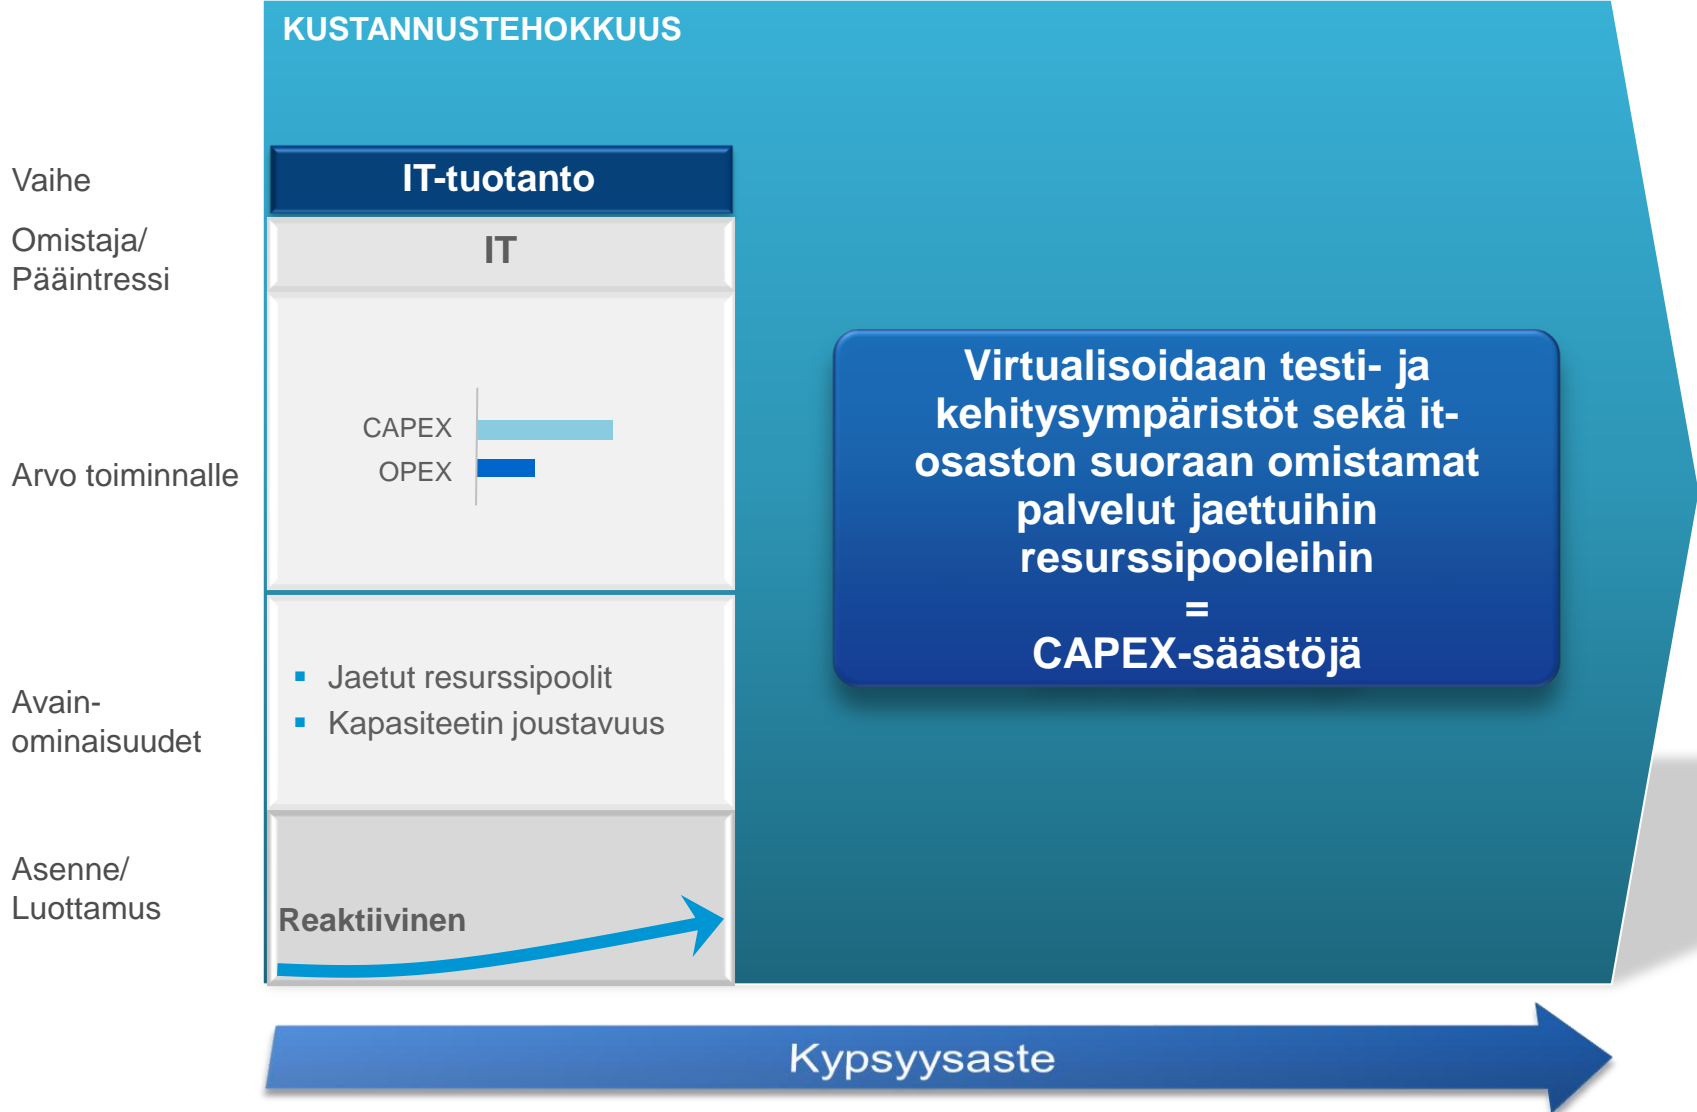 KUSTANNUSTEHOKKUUS
Vaihe
IT-tuotanto
Omistaja/
Pääintressi
IT
Arvo toiminnalle
CAPEX
OPEX
Virtualisoidaan testi- ja
kehitysympäristöt sekä it-
osaston suoraan omistamat
palvelut jaettuihin
resurssipooleihin
=
CAPEX-säästöjä
Avain-
ominaisuudet
▪ Jaetut resurssipoolit
▪ Kapasiteetin joustavuus
Asenne/
Luottamus
Reaktiivinen
Kypsyysaste